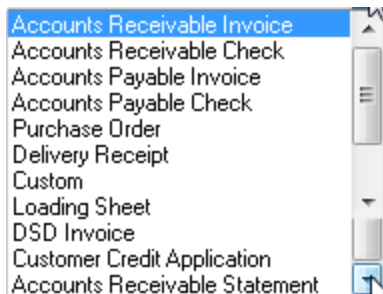 Accounts Receivable Invoice
Accounts Receivable Check
Accounts Payable Invoice
Accounts Payable Check
Purchase Order
Delivery Receipt
Custom
Loading Sheet
DSD Invoice
Customer Credit Application
Accounts Receivable Statement